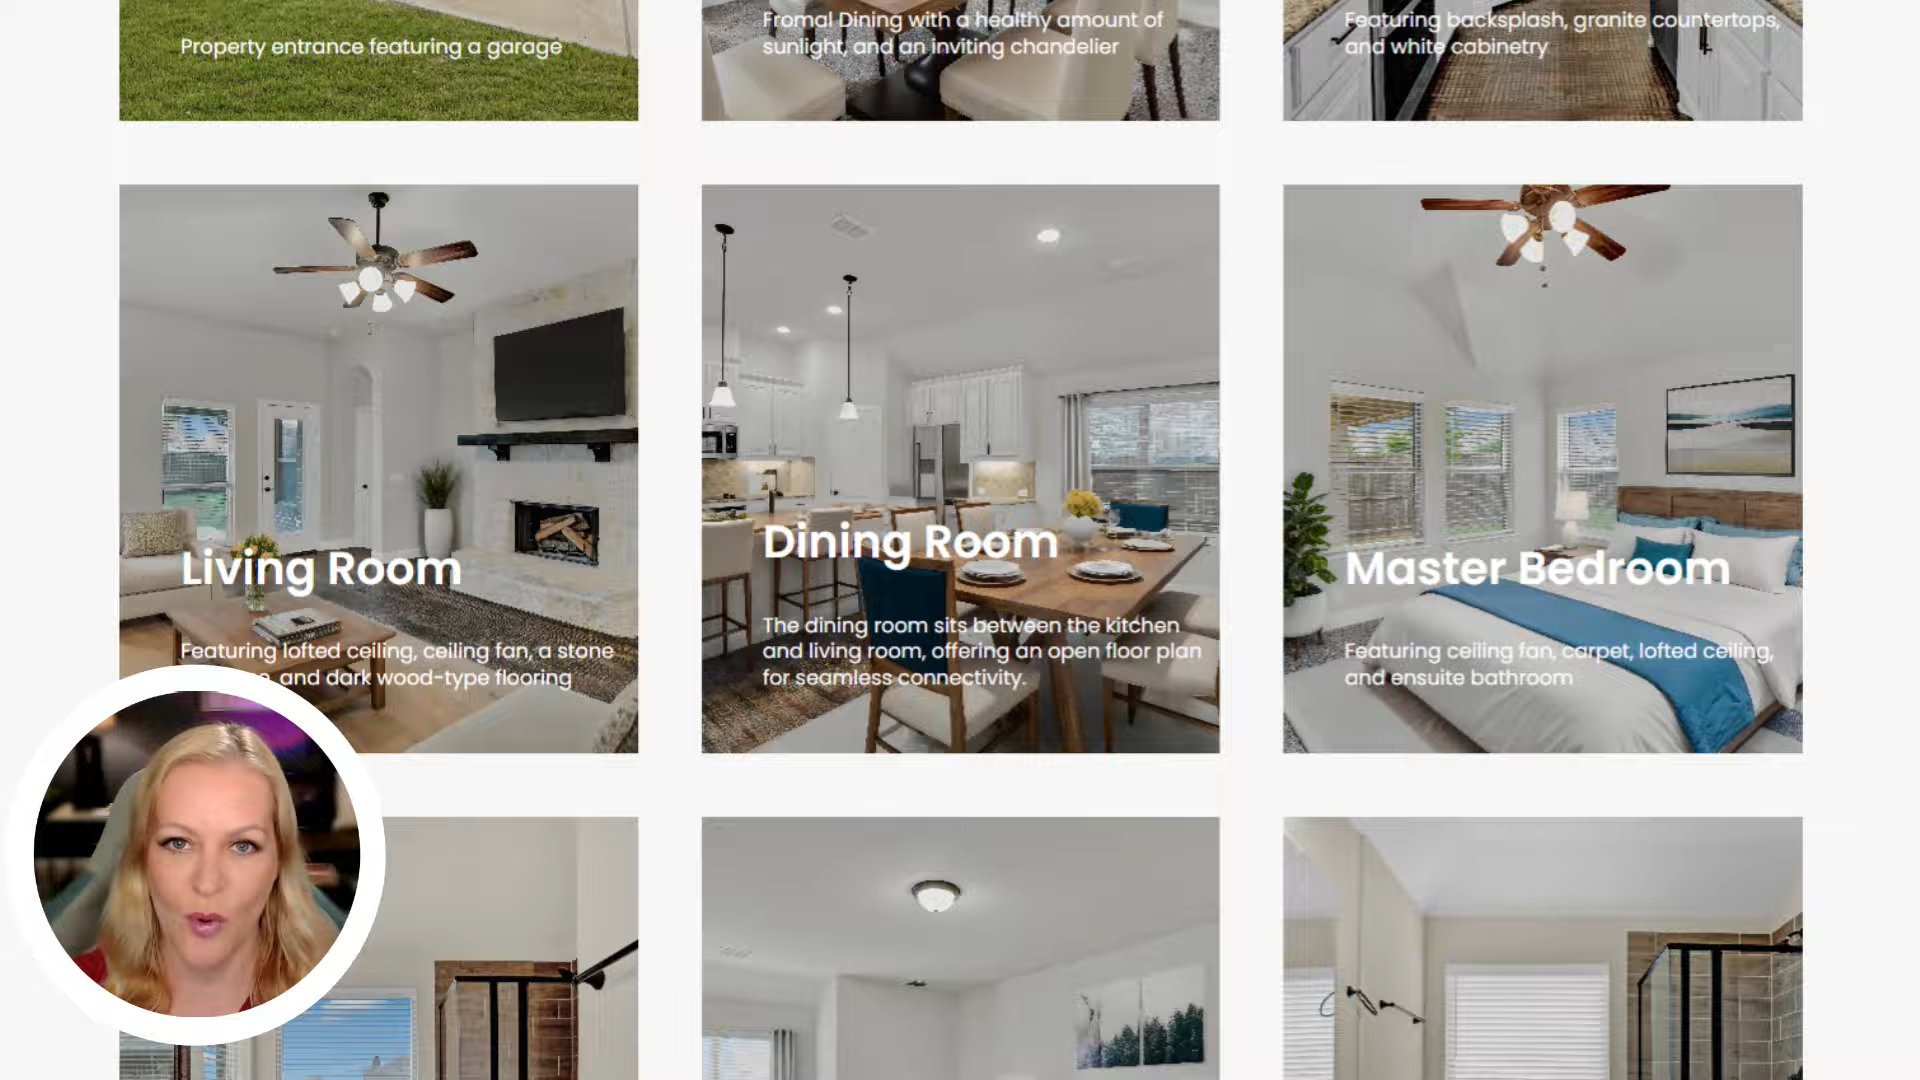 Property entrance featuring a garage
Fromal Dining with a healthy amount of
sunlight, and an inviting chandelier
Featuring backsplash, granite countertops,
and white cabinetry
Living Room
Featuring lofted ceiling, ceiling fan, a stone
and dark wood-type flooring
Dining Room
The dining room sits between the kitchen
and living room, offering an open floor plan
for seamless connectivity.
Master Bedroom
Featuring ceiling fan, carpet, lofted ceiling,
and ensuite bathroom